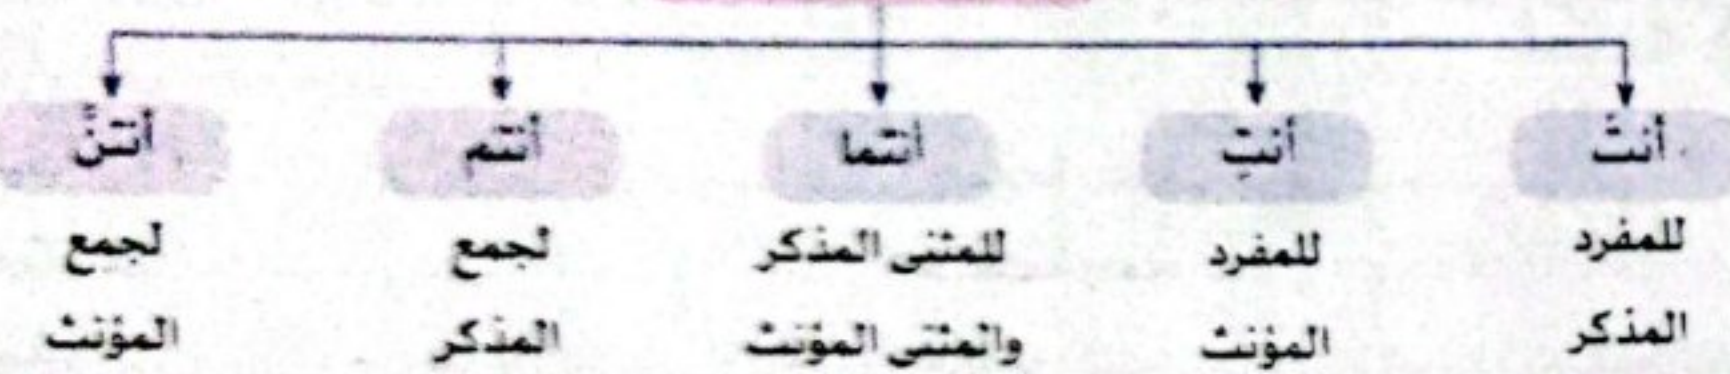 أنتَ
للمفرد
المذكر
أنتِ
للمفرد
المؤنث
أنتما
للمثنى المذكر
والمثنى المؤنث
أنتم
لجمع
المذكر
أنتنَّ
لجمع
المؤنث